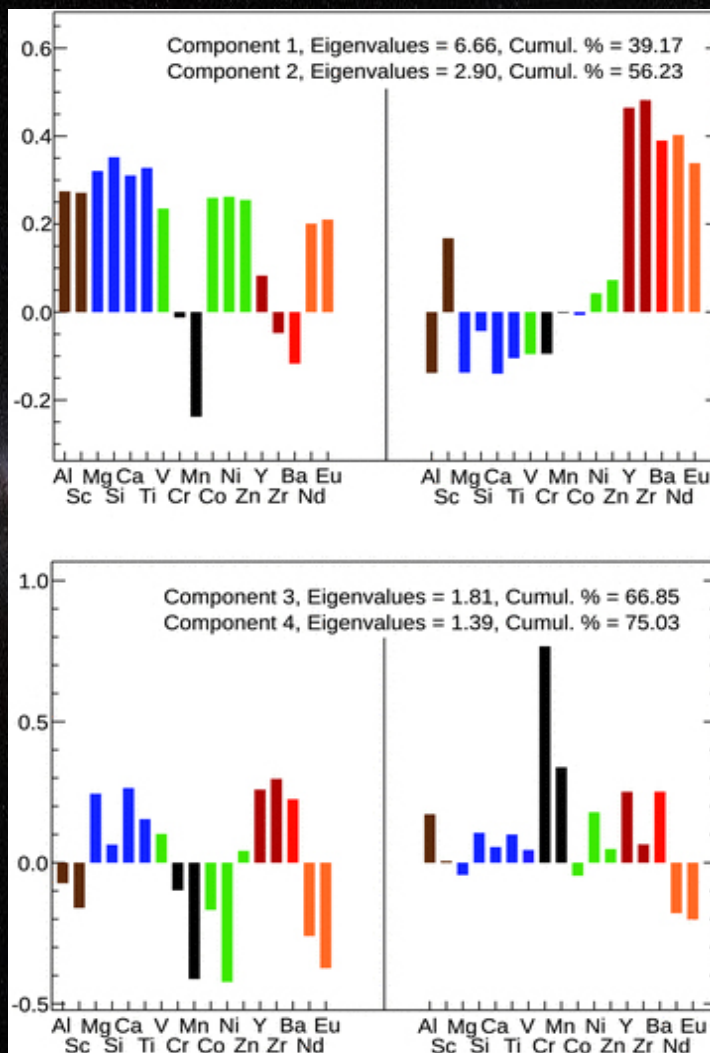 Component 1, Eigenvalues = 6.66, Cumul. % = 39.17
Component 2, Eigenvalues = 2.90, Cumul. % = 56.23
0.6
0.4
0.2
0.0
-0.2
Al Mg Ca V Mn Ni Y Ba Eu Al Mg Ca V Mn Ni Y Ba Eu
Sc Si Ti Cr Co Zn Zr Nd Sc Si Ti Cr Co Zn Zr Nd
Component 3, Eigenvalues = 1.81, Cumul. % = 66.85
Component 4, Eigenvalues = 1.39, Cumul. % = 75.03
1.0
0.5
0.0
-0.5
Al Mg Ca V Mn Ni Y Ba Eu Al Mg Ca V Mn Ni Y Ba Eu
Sc Si Ti Cr Co Zn Zr Nd Sc Si Ti Cr Co Zn Zr Nd